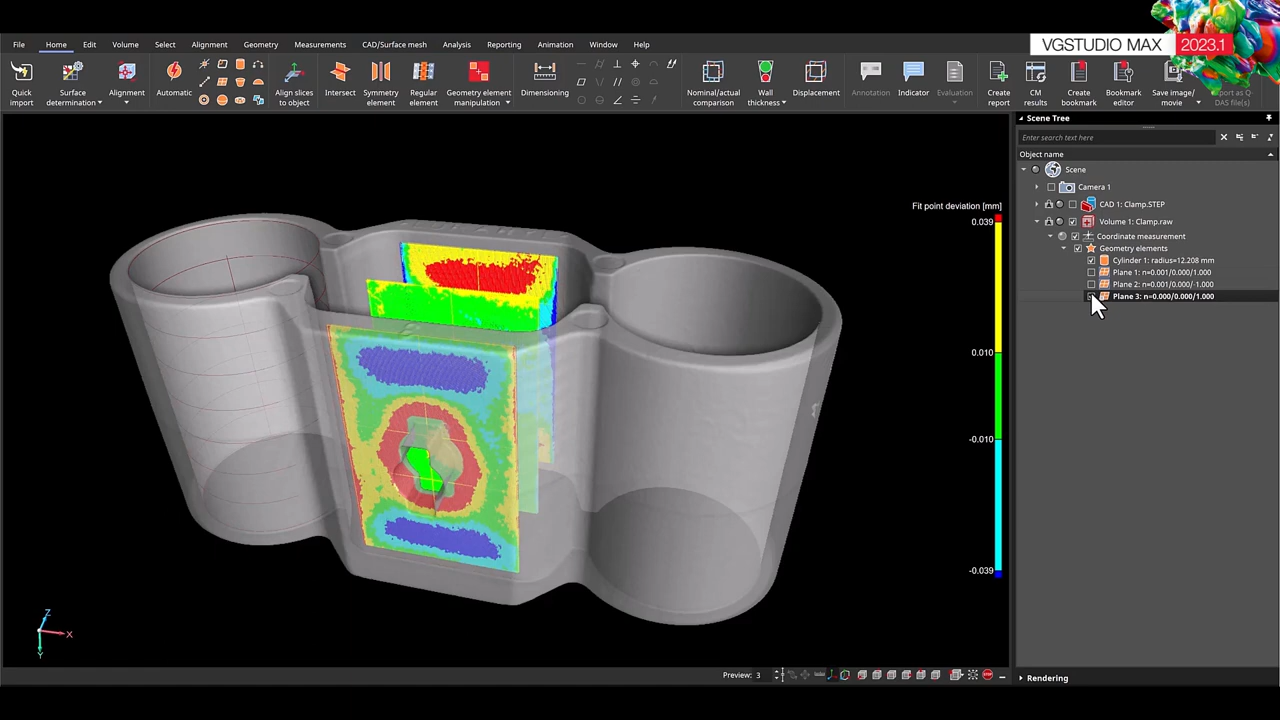 VGSTUDIO MAX 2023.1
File Home Edit Volume Select Alignment Geometry Measurements CAD/Surface mesh Analysis Reporting Animation Window Help
Quick import
Surface determination
Alignment
Automatic
Align slices to object
Intersect
Symmetry element
Regular element
Geometry element manipulation
Dimensioning
Nominal/actual comparison
Wall thickness
Displacement
Annotation
Indicator
Evaluation
Create report
CM results
Create bookmark
Bookmark editor
Save image/ movie
Export as Q DAS file(s)
Scene Tree
Enter search text here
Object name
Scene
Camera 1
CAD 1: Clamp.STEP
Volume 1: Clamp.raw
Coordinate measurement
Geometry elements
Cylinder 1: radius=12.208 mm
Plane 1: n=0.001/0.000/1.000
Plane 2: n=0.001/0.000/-1.000
Plane 3: n=0.000/0.000/1.000
Fit point deviation [mm]
0.039
0.010
-0.010
-0.039
Z
X
Y
Preview: 3
Rendering